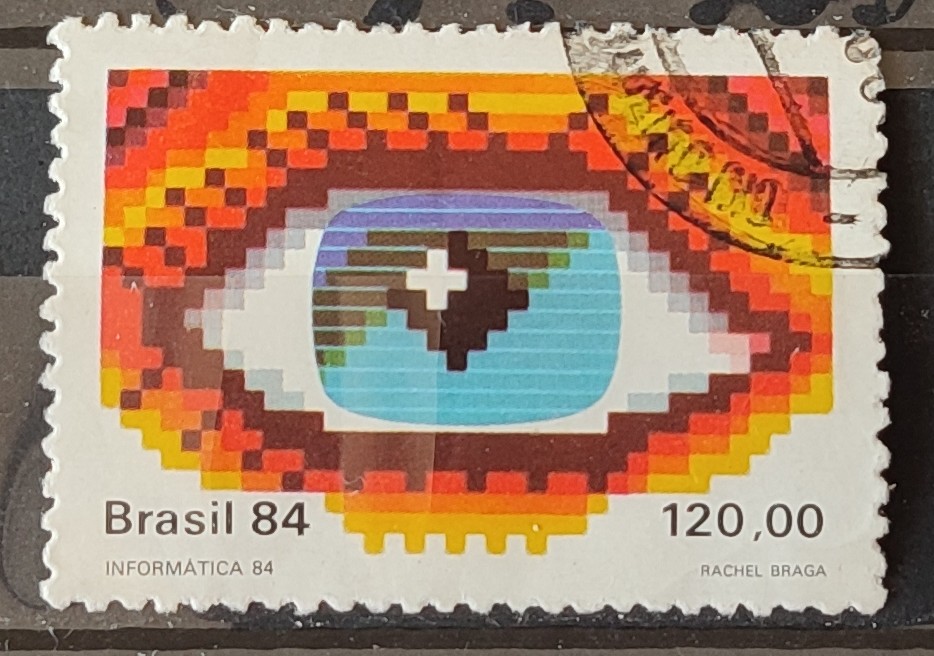 Brasil 84 120,00
INFORMÁTICA 84 RACHEL BRAGA